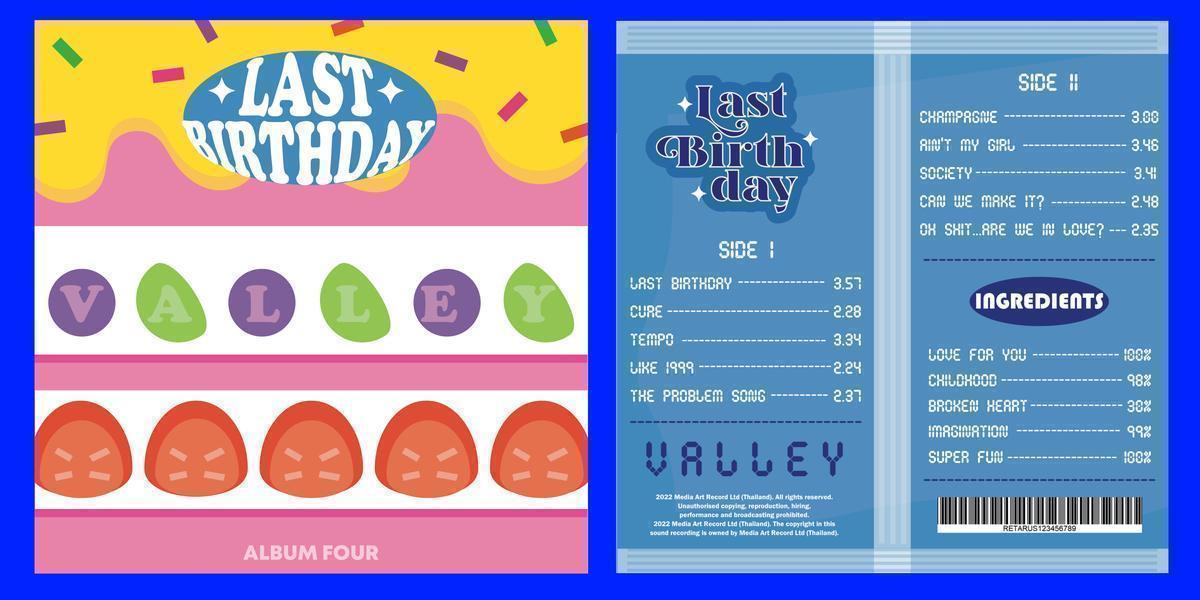 LAST
BIRTHDAY
VALLEY
ALBUM FOUR
Last
Birth
day
SIDE I
LAST BIRTHDAY ------------- 3.57
CURE ------------------------- 2.28
TEMPO ---------------------- 3.34
LIKE 1999 ------------------------ 2.24
THE PROBLEM SONG ---------- 2.37
VALLEY
2022 Media Art Record Ltd (Thailand). All rights reserved.
Unauthorised copying, reproduction, hiring,
performance and broadcasting prohibited.
2022 Media Art Record Ltd (Thailand). The copyright in this
sound recording is owned by Media Art Record Ltd (Thailand).
SIDE II
CHAMPAGNE ------------------ 3.00
AIN'T MY GIRL --------------- 3.46
SOCIETY ---------------------- 3.41
CAN WE MAKE IT? ----------- 2.48
OH SHIT...ARE WE IN LOVE? --- 2.35
INGREDIENTS
LOVE FOR YOU ------------- 100%
CHILDHOOD ------------------ 98%
BROKEN HEART-------------- 30%
IMAGINATION --------------- 99%
SUPER FUN ---------------- 100%
RETARUS123456789